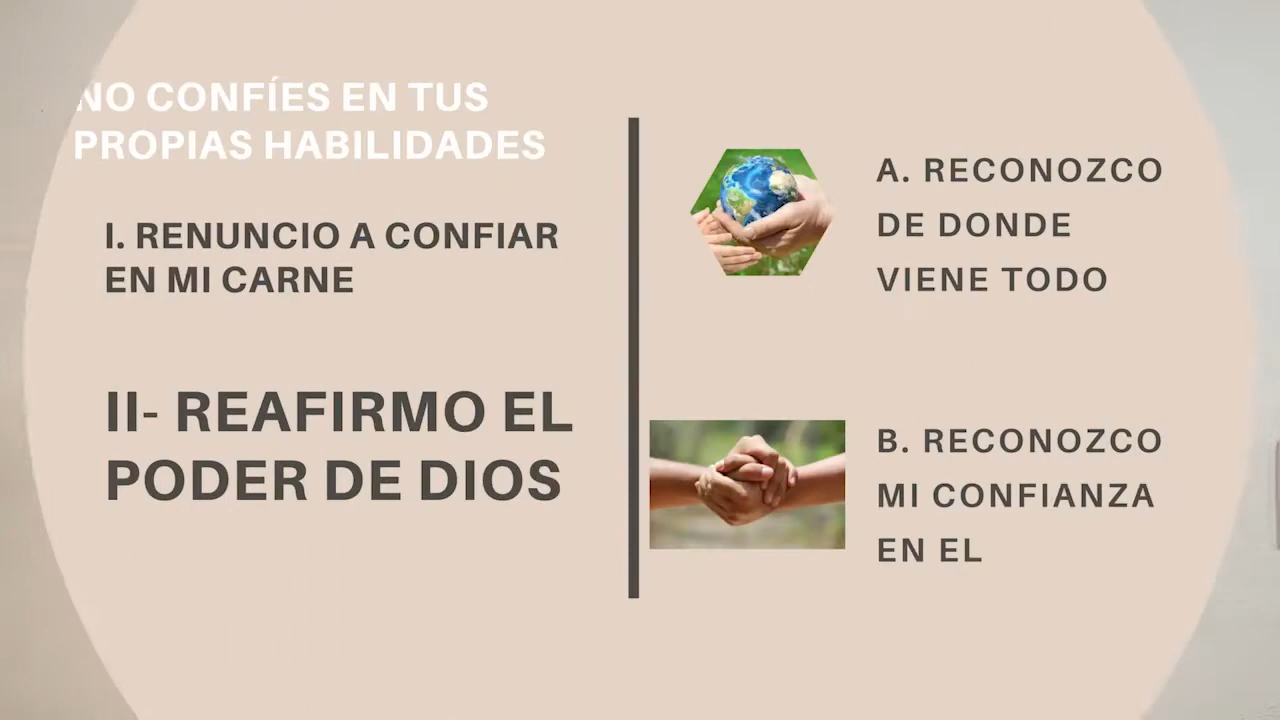 NO CONFÍES EN TUS
PROPIAS HABILIDADES
I. RENUNCIO A CONFIAR
EN MI CARNE
II- REAFIRMO EL
PODER DE DIOS
A. RECONOZCO
DE DONDE
VIENE TODO
B. RECONOZCO
MI CONFIANZA
EN EL